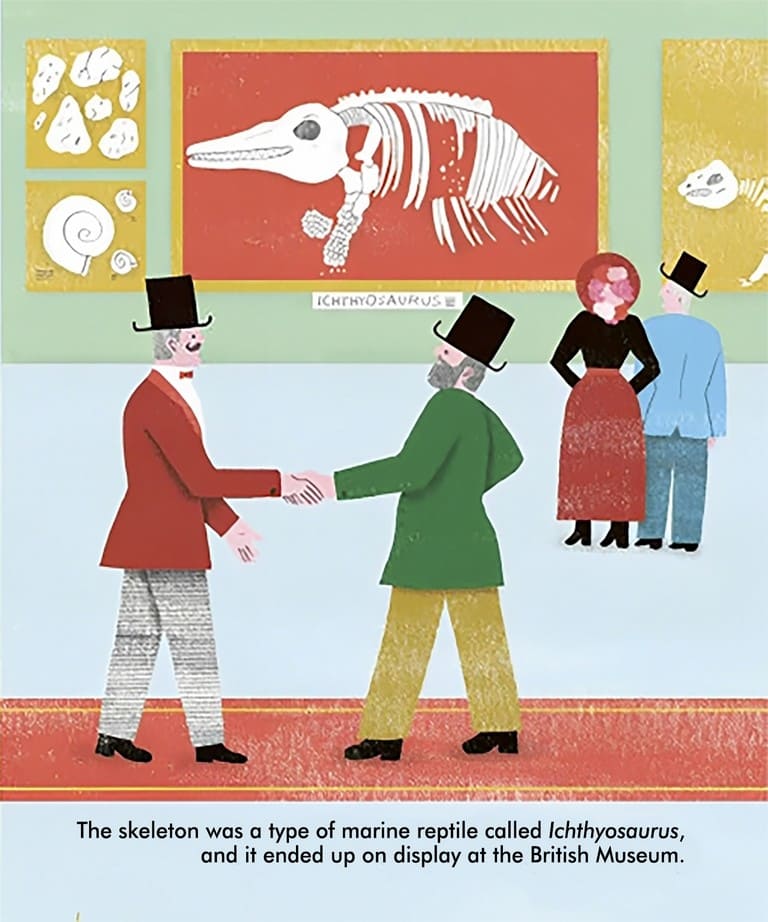 ICHTHYOSAURUS
The skeleton was a type of marine reptile called Ichthyosaurus,
and it ended up on display at the British Museum.